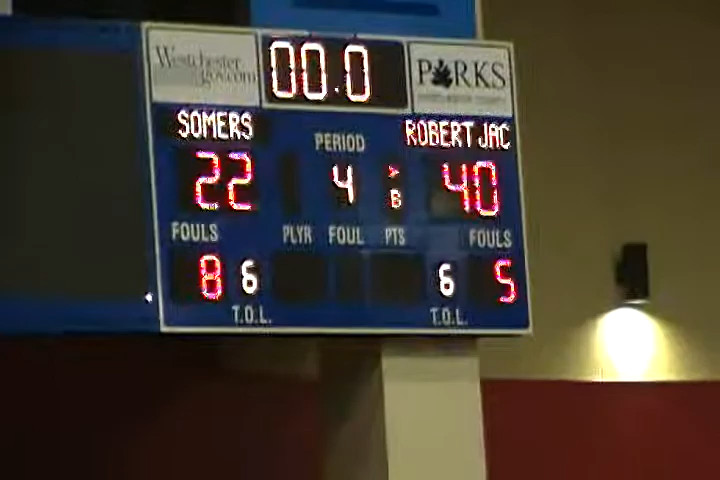 Westchester
gov.com
00.0
PARKS
SOMERS
PERIOD
ROBERT JAC
22
4
B
40
FOULS
PLYR FOUL PTS
FOULS
8 6
6 5
T.O.L.
T.O.L.